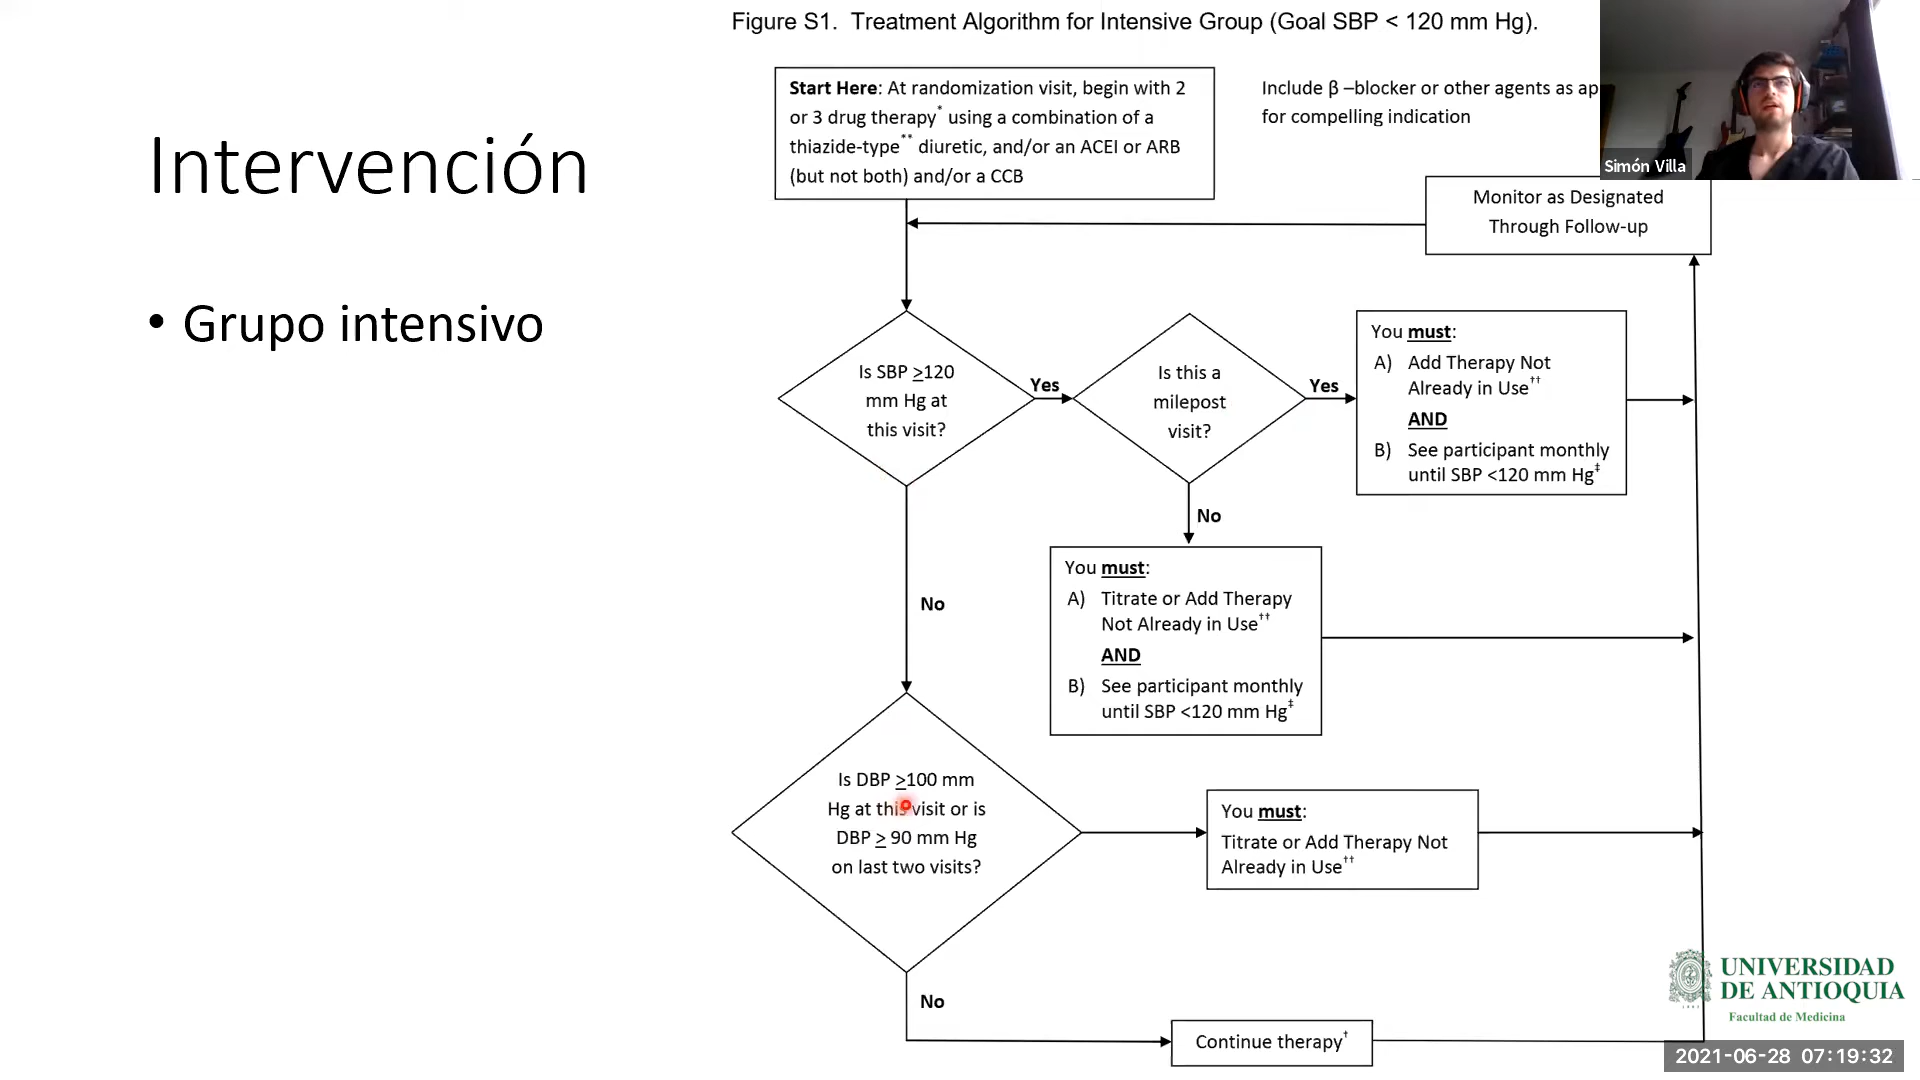 Figure S1. Treatment Algorithm for Intensive Group (Goal SBP < 120 mm Hg).
Intervención
• Grupo intensivo
Start Here: At randomization visit, begin with 2
or 3 drug therapy* using a combination of a
thiazide-type** diuretic, and/or an ACEI or ARB
(but not both) and/or a CCB
Include β –blocker or other agents as
for compelling indication
Simón Villa
Monitor as Designated
Through Follow-up
Is SBP ≥120
mm Hg at
this visit?
Yes
Is this a
milepost
visit?
Yes
You must:
A) Add Therapy Not
Already in Use††
AND
B) See participant monthly
until SBP <120 mm Hg‡
No
You must:
A) Titrate or Add Therapy
Not Already in Use††
AND
B) See participant monthly
until SBP <120 mm Hg‡
No
Is DBP ≥100 mm
Hg at this visit or is
DBP ≥ 90 mm Hg
on last two visits?
You must:
Titrate or Add Therapy Not
Already in Use††
No
Continue therapy†
UNIVERSIDAD
DE ANTIOQUIA
Facultad de Medicina
2021-06-28 07:19:32